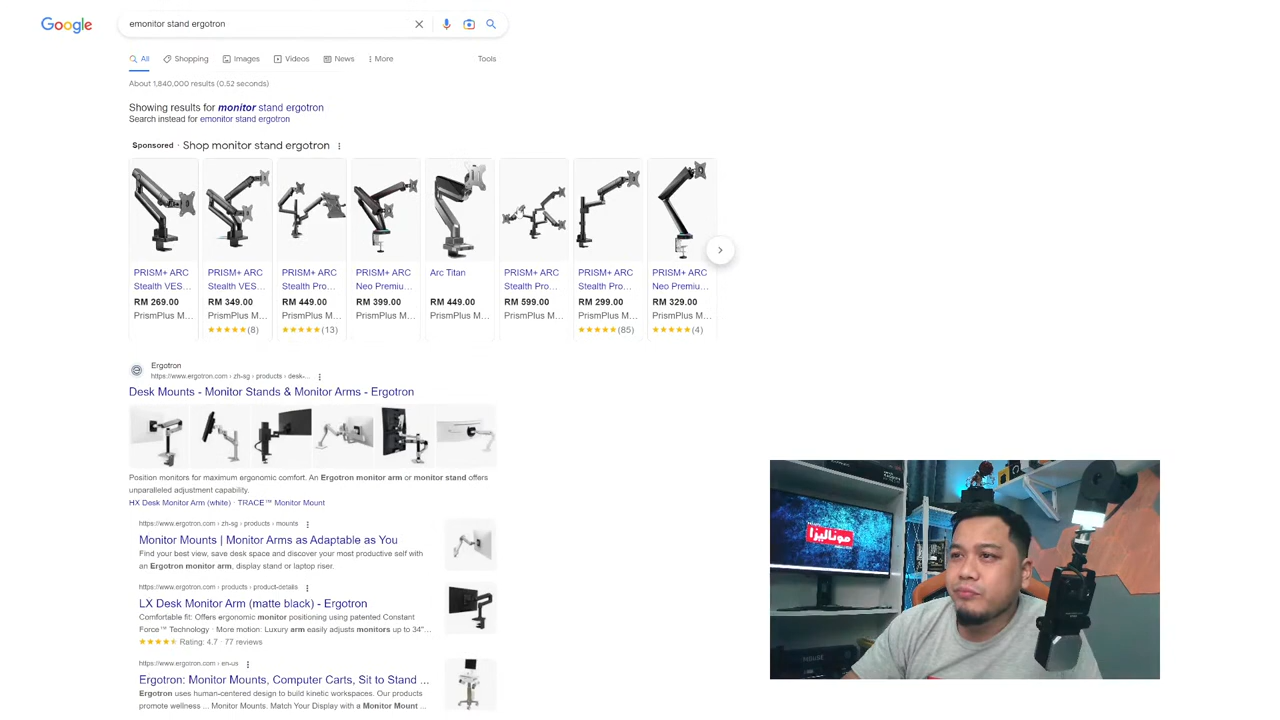 Google
emonitor stand ergotron
All
Shopping
Images
Videos
News
More
Tools
About 1,840,000 results (0.52 seconds)
Showing results for monitor stand ergotron
Search instead for emonitor stand ergotron
Sponsored · Shop monitor stand ergotron
PRISM+ ARC
Stealth VES...
RM 269.00
PrismPlus M...
PRISM+ ARC
Stealth VES...
RM 349.00
PrismPlus M...
(8)
PRISM+ ARC
Stealth Pro...
RM 449.00
PrismPlus M...
(13)
PRISM+ ARC
Neo Premiu...
RM 399.00
PrismPlus M...
Arc Titan
RM 449.00
PrismPlus M...
PRISM+ ARC
Stealth Pro...
RM 599.00
PrismPlus M...
PRISM+ ARC
Stealth Pro...
RM 299.00
PrismPlus M...
(85)
PRISM+ ARC
Neo Premiu...
RM 329.00
PrismPlus M...
(4)
Ergotron
https://www.ergotron.com › zh-sg › products › desk-...
Desk Mounts - Monitor Stands & Monitor Arms - Ergotron
Position monitors for maximum ergonomic comfort. An Ergotron monitor arm or monitor stand offers
unparalleled adjustment capability.
HX Desk Monitor Arm (white) · TRACE™ Monitor Mount
https://www.ergotron.com › zh-sg › products › mounts
Monitor Mounts | Monitor Arms as Adaptable as You
Find your best view, save desk space and discover your most productive self with
an Ergotron monitor arm, display stand or laptop riser.
https://www.ergotron.com › products › product-details
LX Desk Monitor Arm (matte black) - Ergotron
Comfortable fit: Offers ergonomic monitor positioning using patented Constant
Force™ Technology · More motion: Luxury arm easily adjusts monitors up to 34"...
Rating: 4.7 · 77 reviews
https://www.ergotron.com › en-us
Ergotron: Monitor Mounts, Computer Carts, Sit to Stand ...
Ergotron uses human-centered design to build kinetic workspaces. Our products
promote wellness ... Monitor Mounts. Match Your Display with a Monitor Mount ...
موناليزا